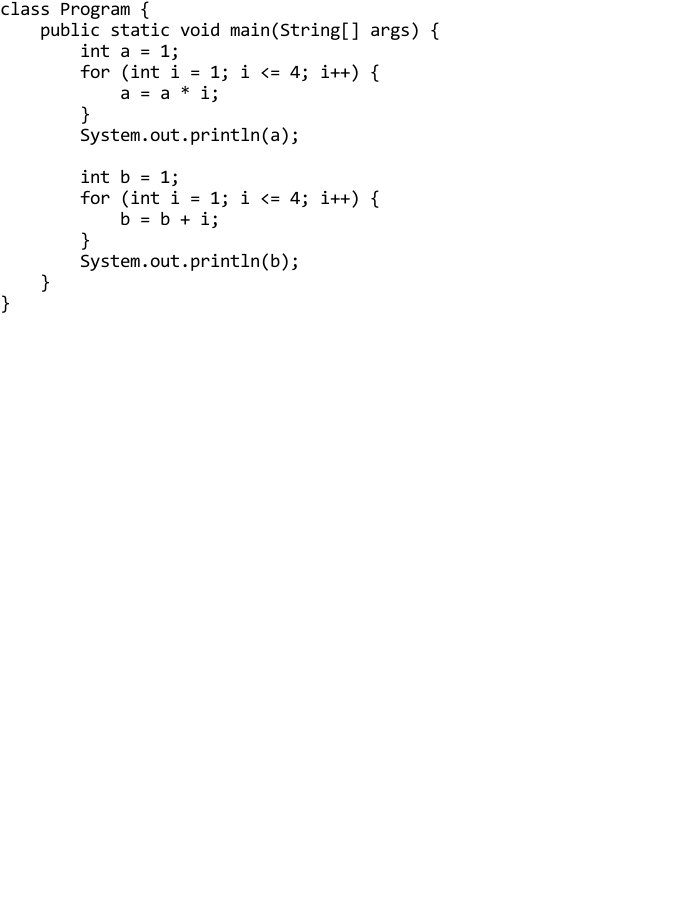 class Program {
    public static void main(String[] args) {
        int a = 1;
        for (int i = 1; i <= 4; i++) {
            a = a * i;
        }
        System.out.println(a);

        int b = 1;
        for (int i = 1; i <= 4; i++) {
            b = b + i;
        }
        System.out.println(b);
    }
}